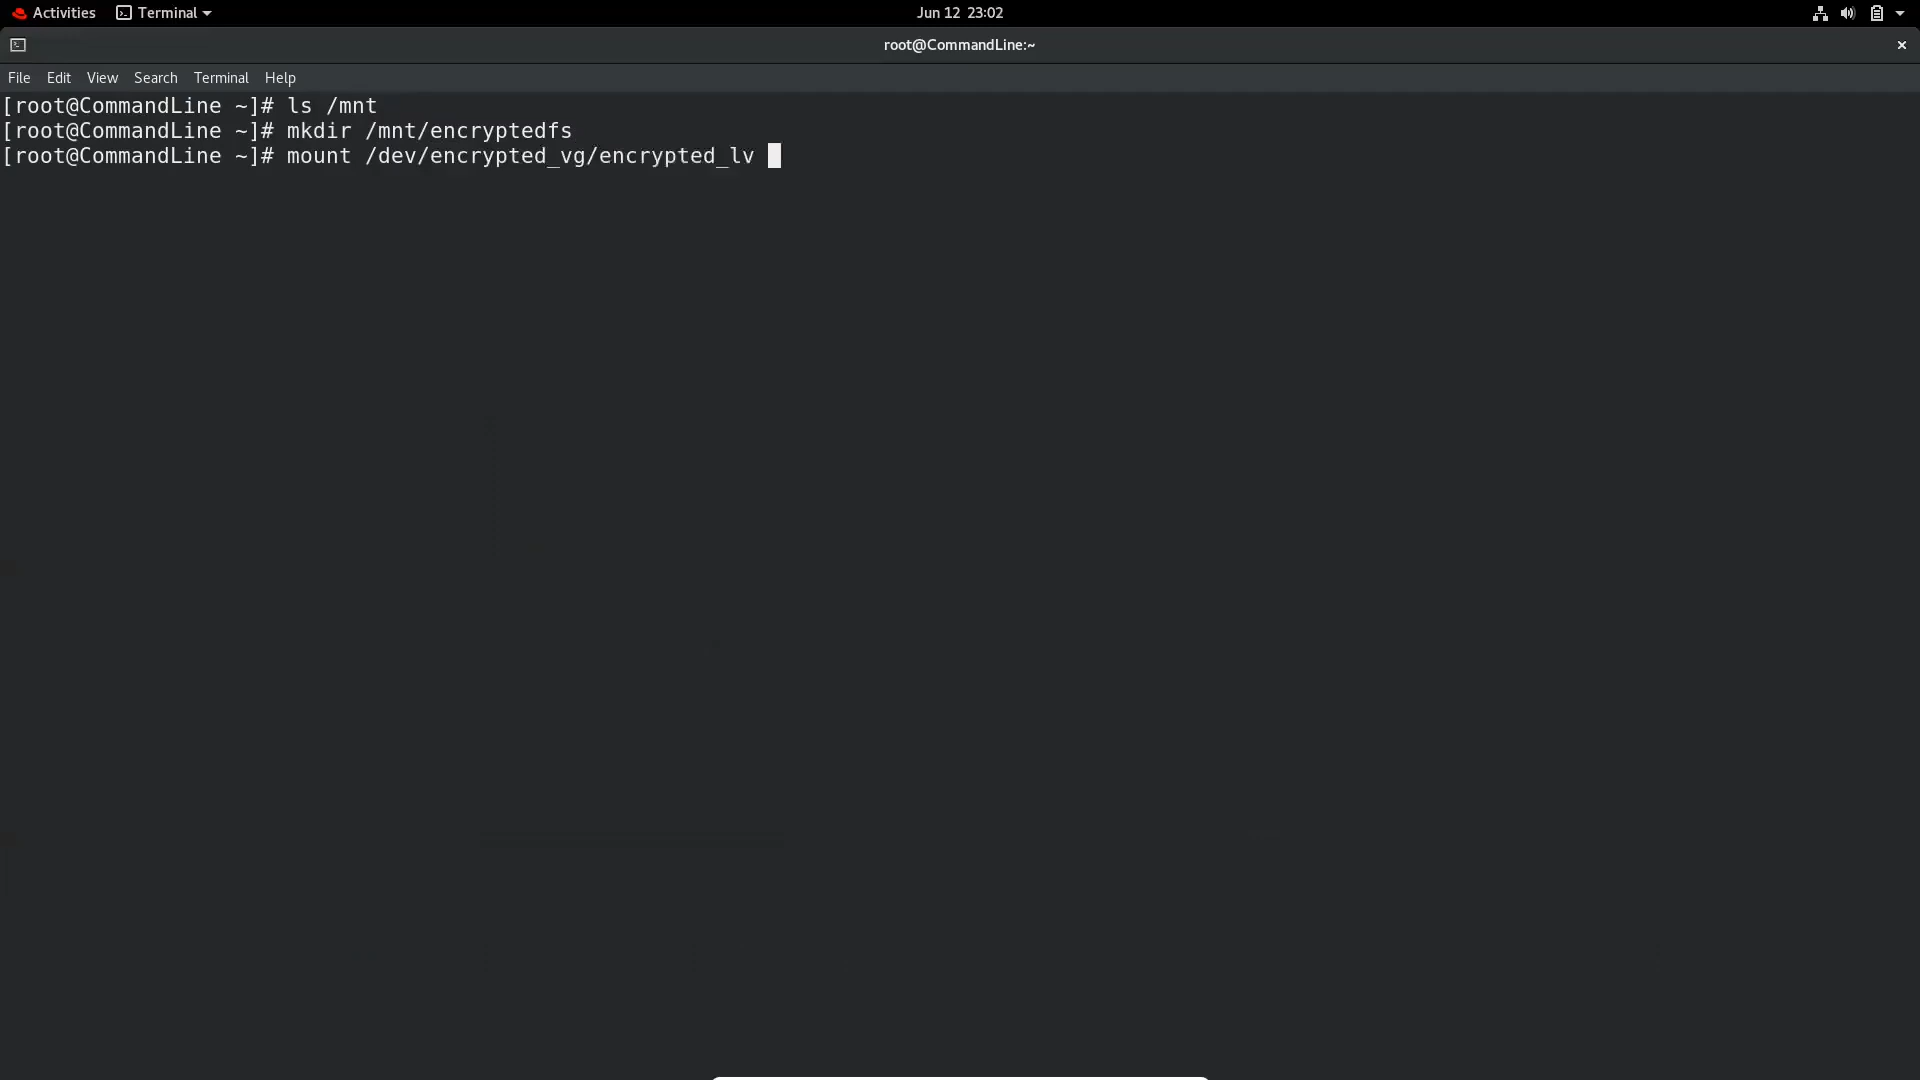 Activities Terminal Jun 12 23:02
root@CommandLine:~
File Edit View Search Terminal Help
[root@CommandLine ~]# ls /mnt
[root@CommandLine ~]# mkdir /mnt/encryptedfs
[root@CommandLine ~]# mount /dev/encrypted_vg/encrypted_lv